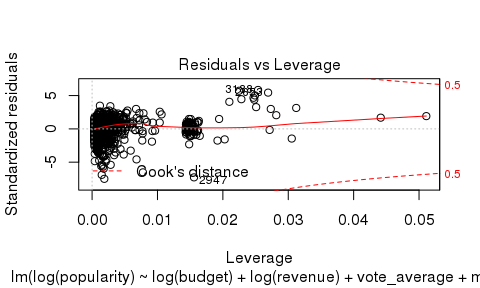 Residuals vs Leverage
Standardized residuals
5
0
-5
0.5
0.5
Cook's distance
2947
0.00
0.01
0.02
0.03
0.04
0.05
Leverage
lm(log(popularity) ~ log(budget) + log(revenue) + vote_average + m